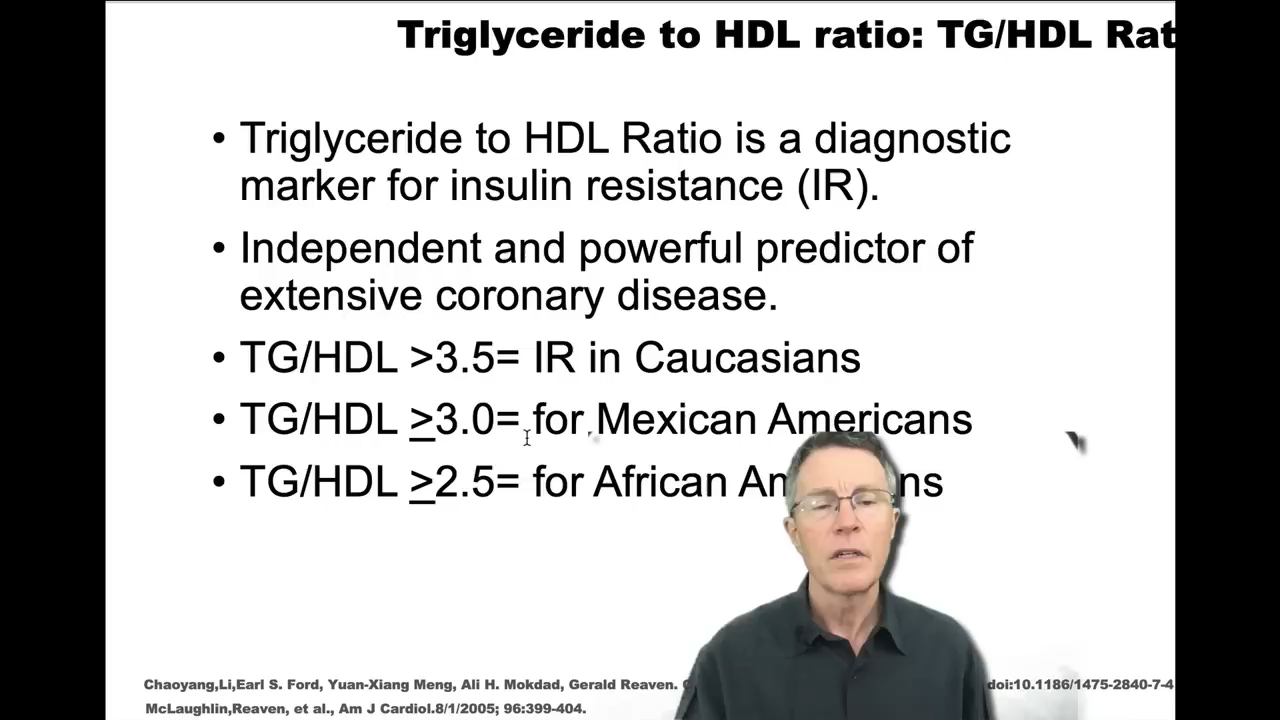 Triglyceride to HDL ratio: TG/HDL Rat
• Triglyceride to HDL Ratio is a diagnostic
marker for insulin resistance (IR).
• Independent and powerful predictor of
extensive coronary disease.
• TG/HDL >3.5= IR in Caucasians
• TG/HDL ≥3.0= for Mexican Americans
• TG/HDL ≥2.5= for African
Chaoyang,Li,Earl S. Ford, Yuan-Xiang Meng, Ali H. Mokdad, Gerald Reaven. doi:10.1186/1475-2840-7-4
McLaughlin,Reaven, et al., Am J Cardiol.8/1/2005; 96:399-404.